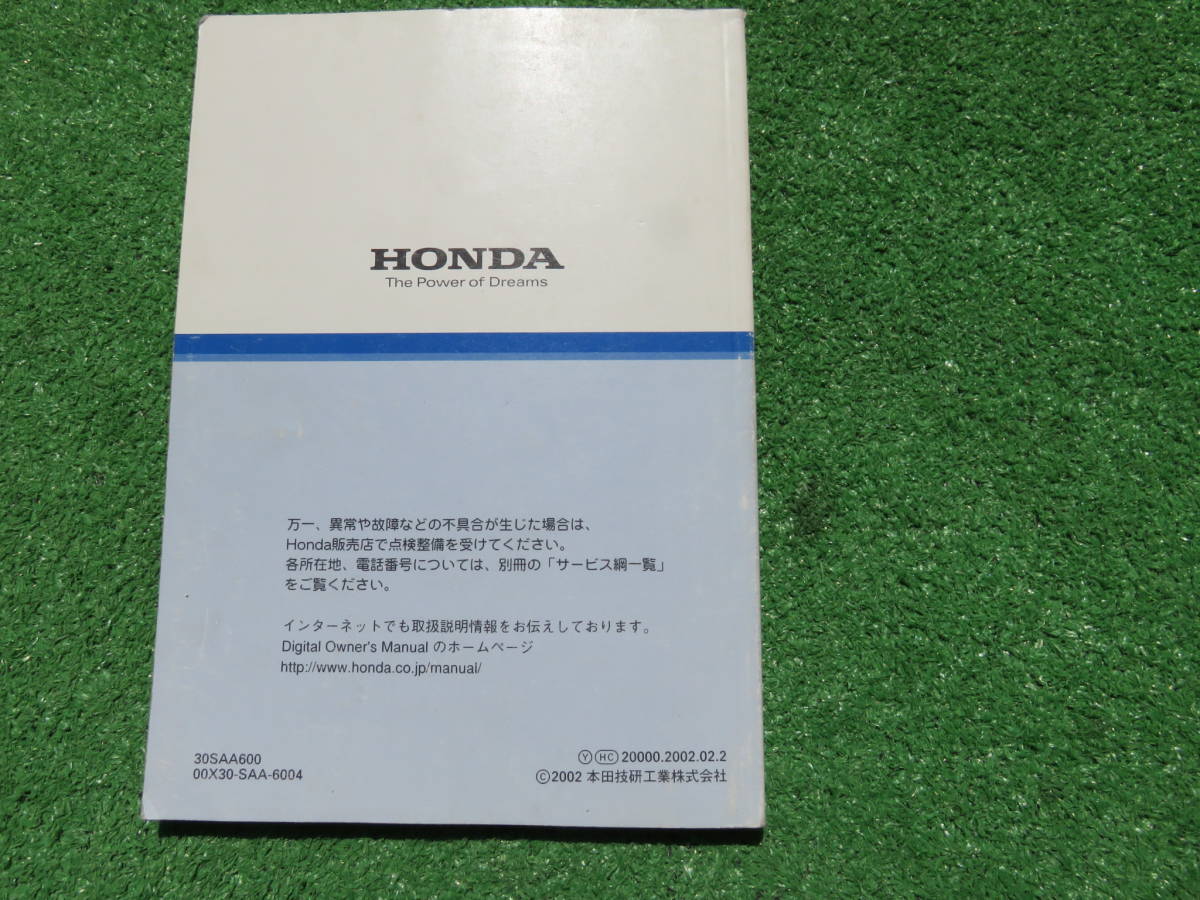 HONDA
The Power of Dreams
万一、異常や故障などの不具合が生じた場合は、
Honda販売店で点検整備を受けてください。
各所在地、電話番号については、別冊の「サービス網一覧」
をご覧ください。
インターネットでも取扱説明情報をお伝えしております。
Digital Owner's Manual のホームページ
http://www.honda.co.jp/manual/
30SAA600
00X30-SAA-6004
Ⓨ HC 20000.2002.02.2
©2002 本田技研工業株式会社